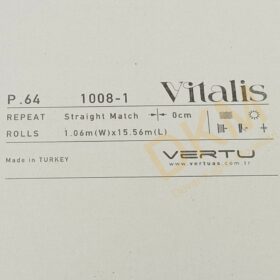 P.64 1008-1 Vitalis
REPEAT Straight Match 0cm
ROLLS 1.06m(W)x15.56m(L)
Made in TURKEY
VERTU
www.vertuas.com.tr